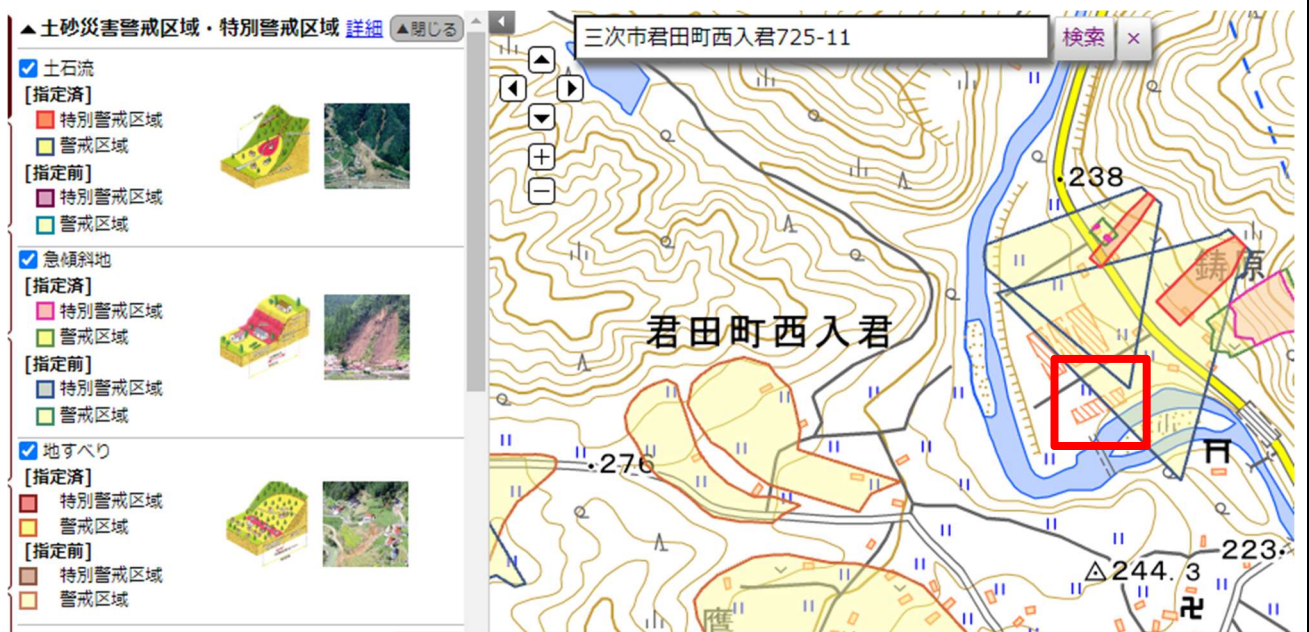 ▲土砂災害警戒区域・特別警戒区域 詳細 ▲閉じる
土石流
[指定済]
特別警戒区域
警戒区域
[指定前]
特別警戒区域
警戒区域
急傾斜地
[指定済]
特別警戒区域
警戒区域
[指定前]
特別警戒区域
警戒区域
地すべり
[指定済]
特別警戒区域
警戒区域
[指定前]
特別警戒区域
警戒区域
三次市君田町西入君725-11 検索 ×
238
鋳原
君田町西入君
276
223
244.3
鷹